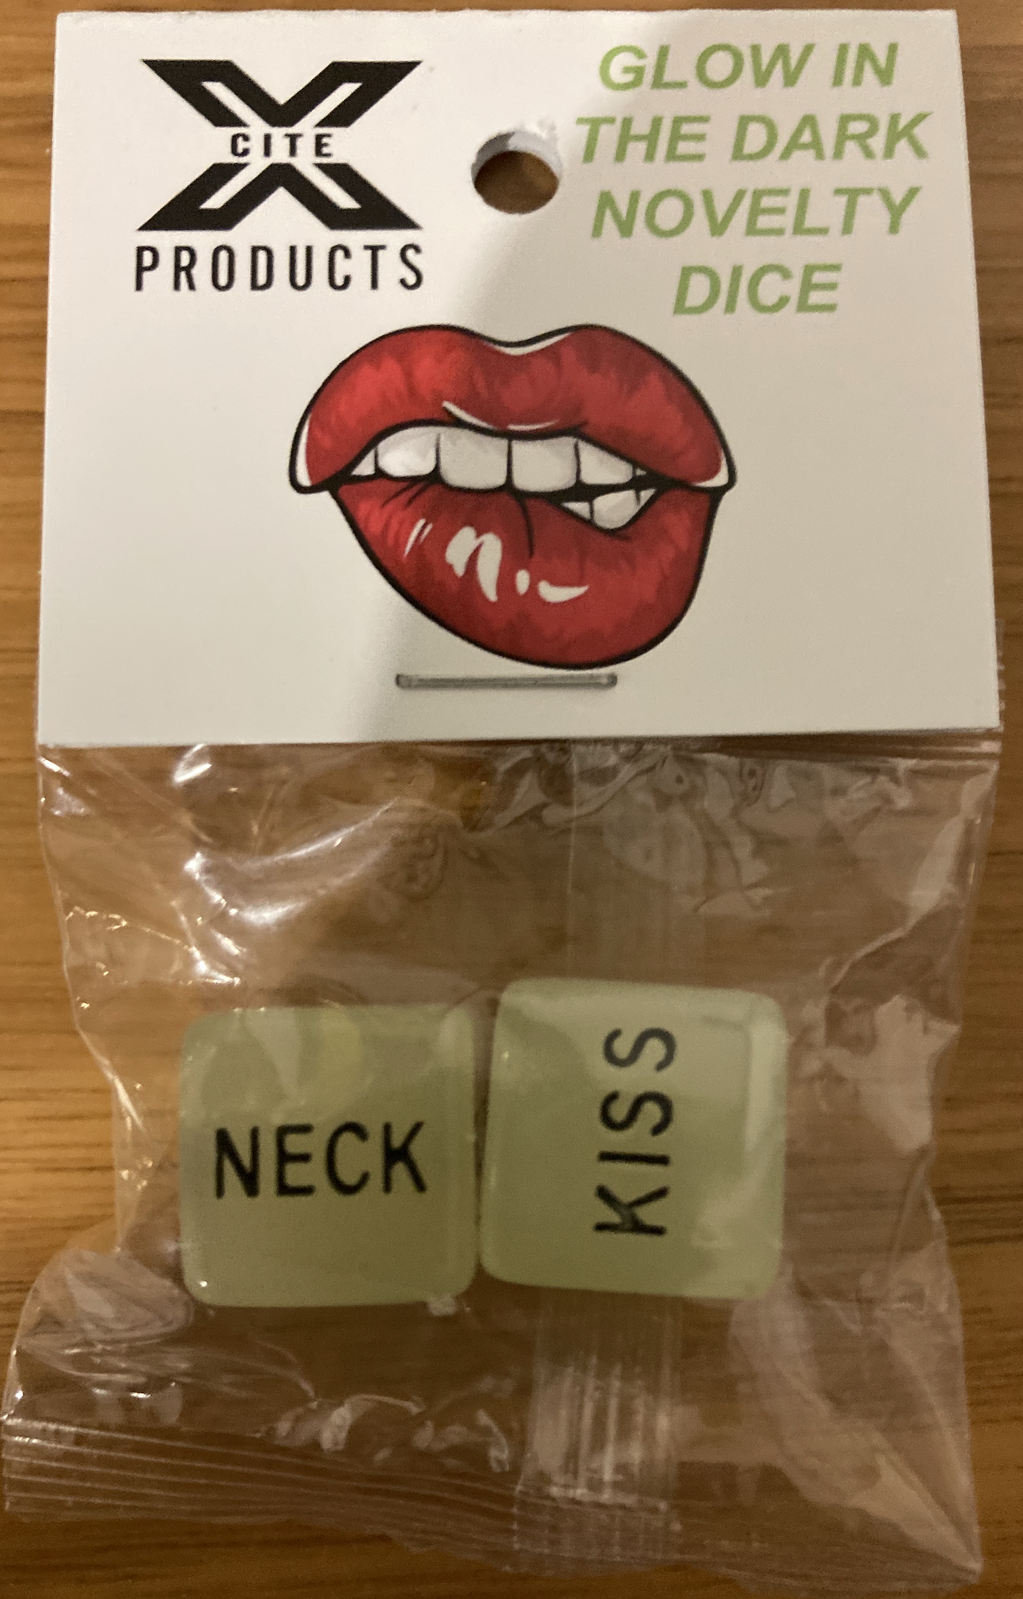 X
CITE
PRODUCTS
GLOW IN
THE DARK
NOVELTY
DICE
NECK
KISS